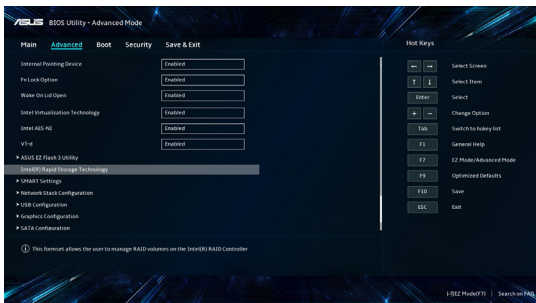 ASUS BIOS Utility - Advanced Mode
Main Advanced Boot Security Save & Exit
Hot Keys
Internal Pointing Device Enabled
Fn Lock Option Enabled
Wake On Lid Open Enabled
Intel Virtualization Technology Enabled
Intel AES-NI Enabled
VT-d Enabled
> ASUS EZ Flash 3 Utility
Intel(R) Rapid Storage Technology
> SMART Settings
> Network Stack Configuration
> USB Configuration
> Graphics Configuration
> SATA Configuration
This formset allows the user to manage RAID volumes on the Intel(R) RAID Controller
← → Select Screen
↑ ↓ Select Item
Enter Select
+ - Change Option
Tab Switch to hokey list
F1 General Help
F7 EZ Mode/Advanced Mode
F9 Optimized Defaults
F10 Save
ESC Exit
EZ Mode(F7) | Search on FAQ